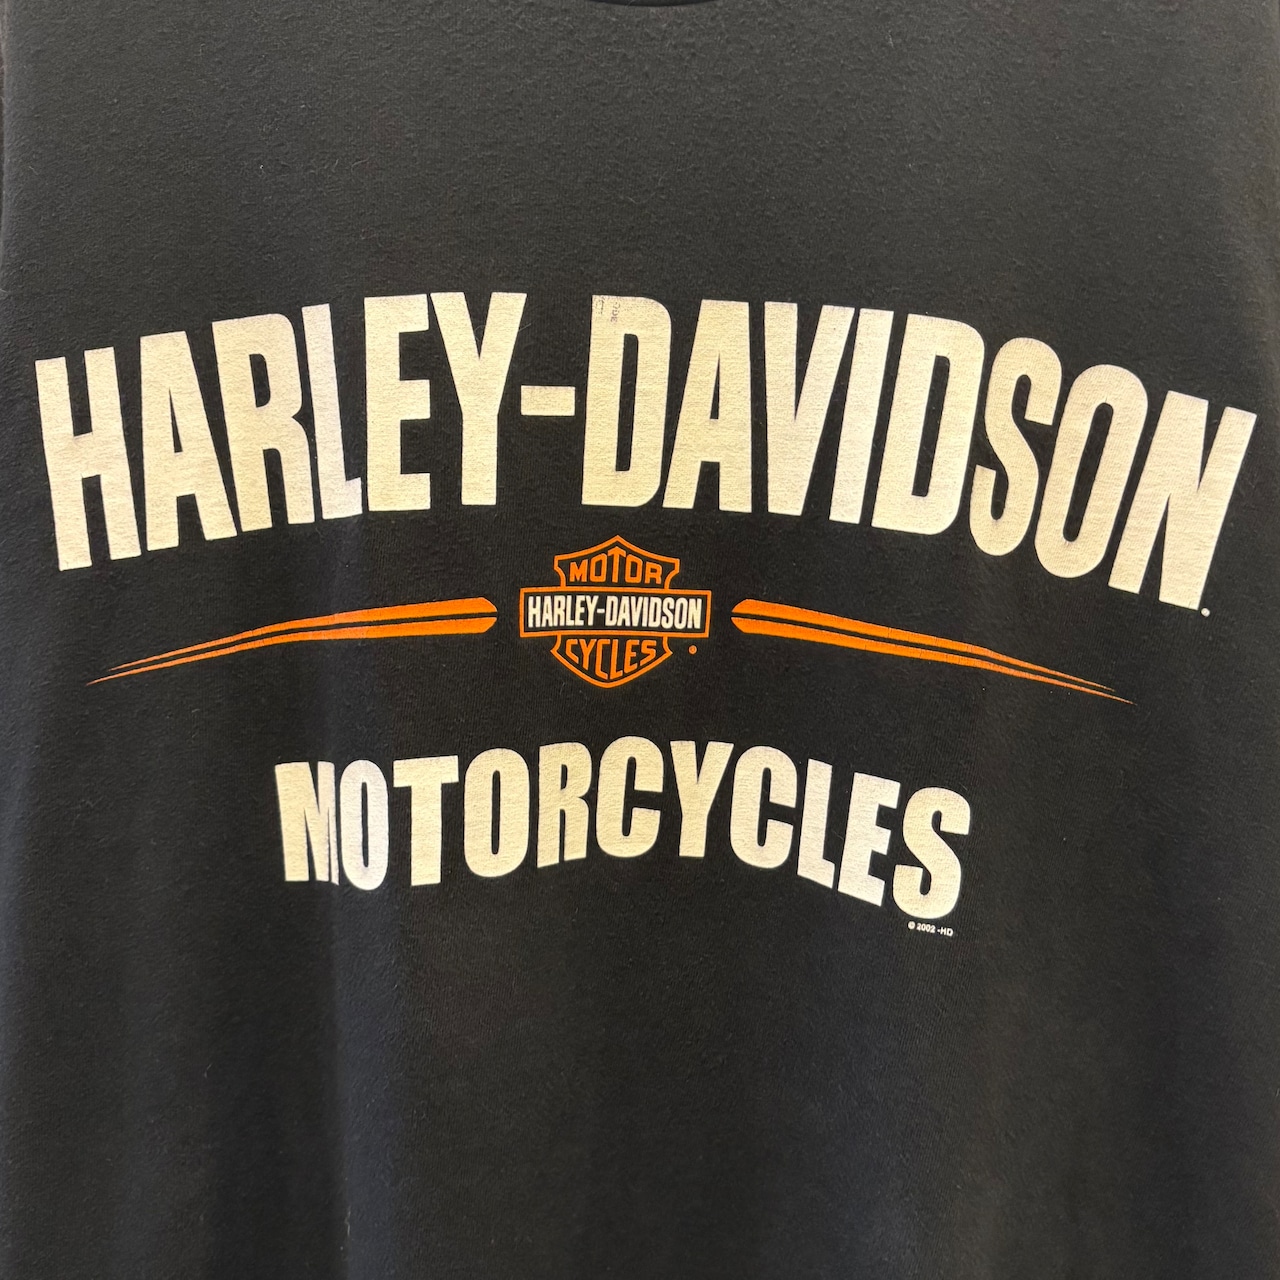 HARLEY-DAVIDSON.
MOTOR
HARLEY-DAVIDSON
CYCLES
MOTORCYCLES
© 2002 -HD